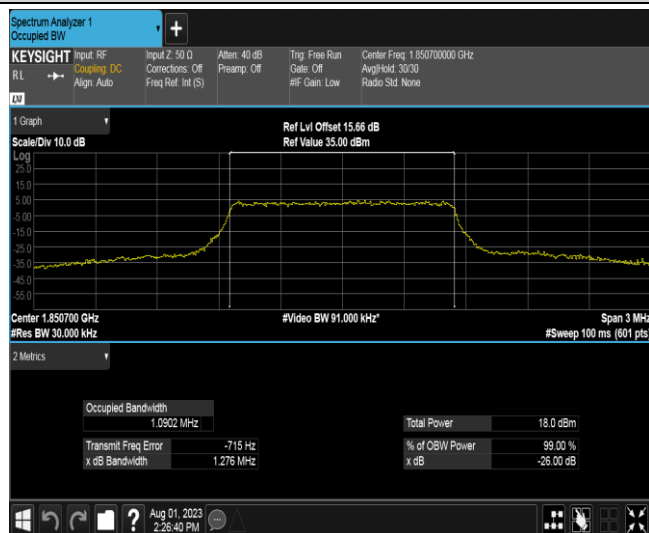 Spectrum Analyzer 1
Occupied BW
+
KEYSIGHT Input: RF Input Z: 50 Ω Atten: 40 dB Trig: Free Run Center Freq: 1.850700000 GHz
RL Coupling: DC Corrections: Off Preamp: Off Gate: Off Avg|Hold: 30/30
Align: Auto Freq Ref: Int (S) #IF Gain: Low Radio Std: None
LXI
1 Graph
Ref Lvl Offset 15.66 dB
Scale/Div 10.0 dB Ref Value 35.00 dBm
Log
25.0
15.0
5.00
-5.00
-15.0
-25.0
-35.0
-45.0
-55.0
Center 1.850700 GHz #Video BW 91.000 kHz* Span 3 MHz
#Res BW 30.000 kHz #Sweep 100 ms (601 pts)
2 Metrics
Occupied Bandwidth
1.0902 MHz Total Power 18.0 dBm
Transmit Freq Error -715 Hz % of OBW Power 99.00 %
x dB Bandwidth 1.276 MHz x dB -26.00 dB
? Aug 01, 2023
2:26:40 PM